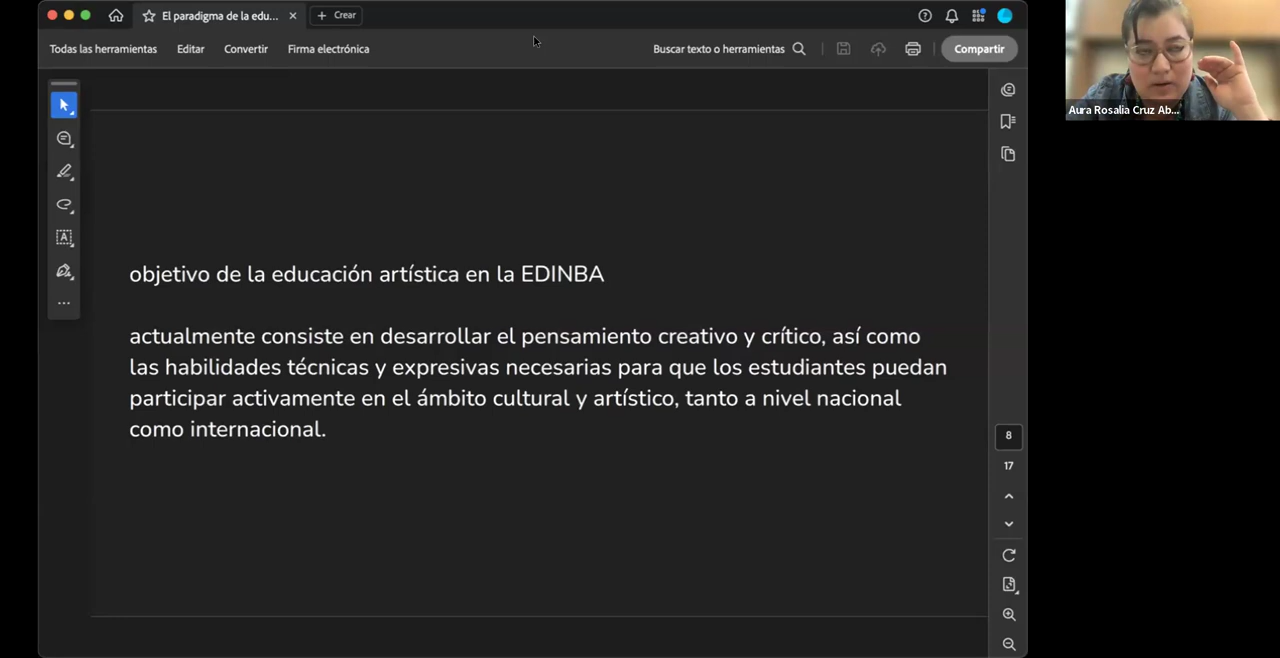 El paradigma de la edu...
Crear
Todas las herramientas
Editar
Convertir
Firma electrónica
Buscar texto o herramientas
Compartir
Aura Rosalia Cruz Ab...
objetivo de la educación artística en la EDINBA
actualmente consiste en desarrollar el pensamiento creativo y crítico, así como
las habilidades técnicas y expresivas necesarias para que los estudiantes puedan
participar activamente en el ámbito cultural y artístico, tanto a nivel nacional
como internacional.
8
17